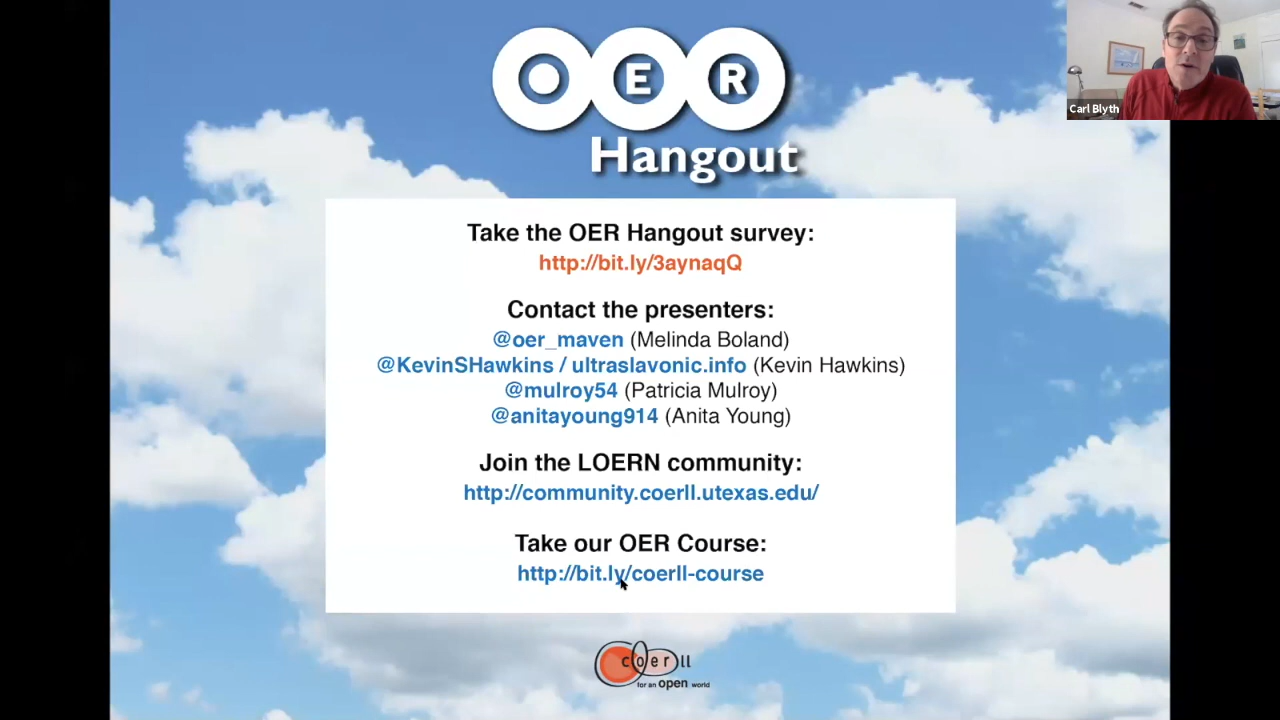 OER
Hangout
Carl Blyth
Take the OER Hangout survey:
http://bit.ly/3aynaqQ
Contact the presenters:
@oer_maven (Melinda Boland)
@KevinSHawkins / ultraslavonic.info (Kevin Hawkins)
@mulroy54 (Patricia Mulroy)
@anitayoung914 (Anita Young)
Join the LOERN community:
http://community.coerll.utexas.edu/
Take our OER Course:
http://bit.ly/coerll-course
coerll
for an open world